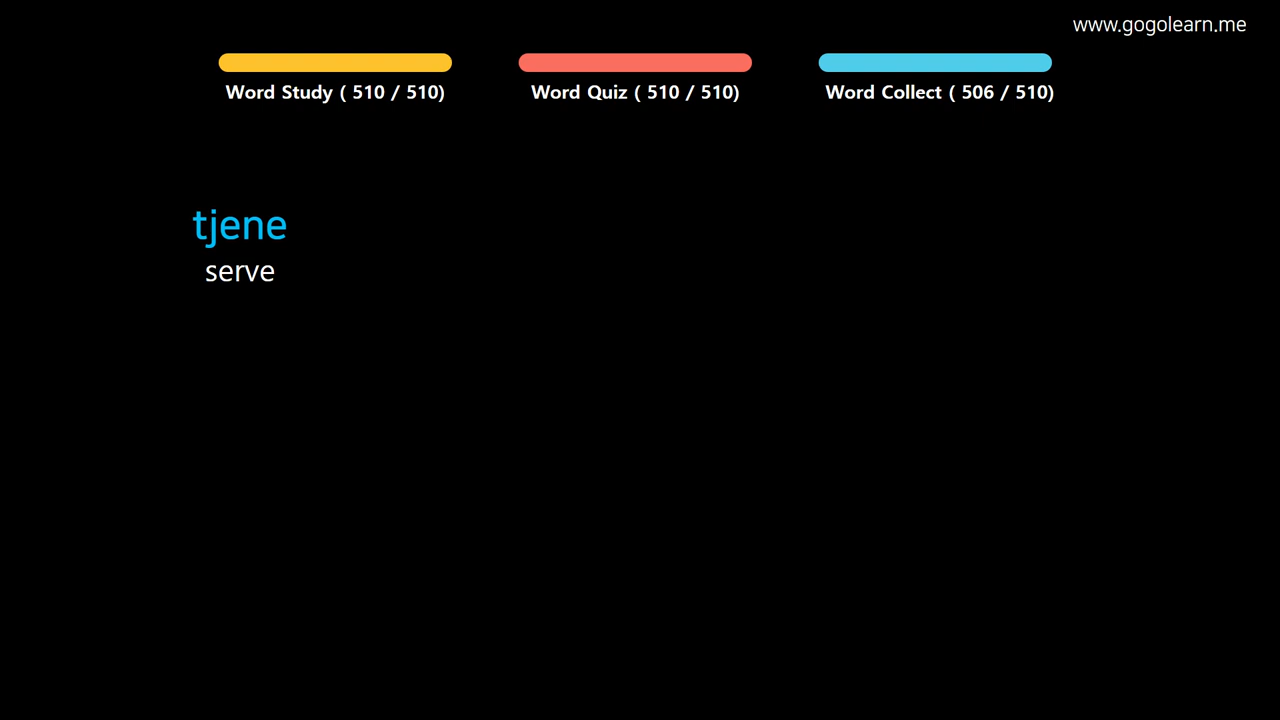 www.gogolearn.me
Word Study ( 510 / 510)
Word Quiz ( 510 / 510)
Word Collect ( 506 / 510)
tjene
serve